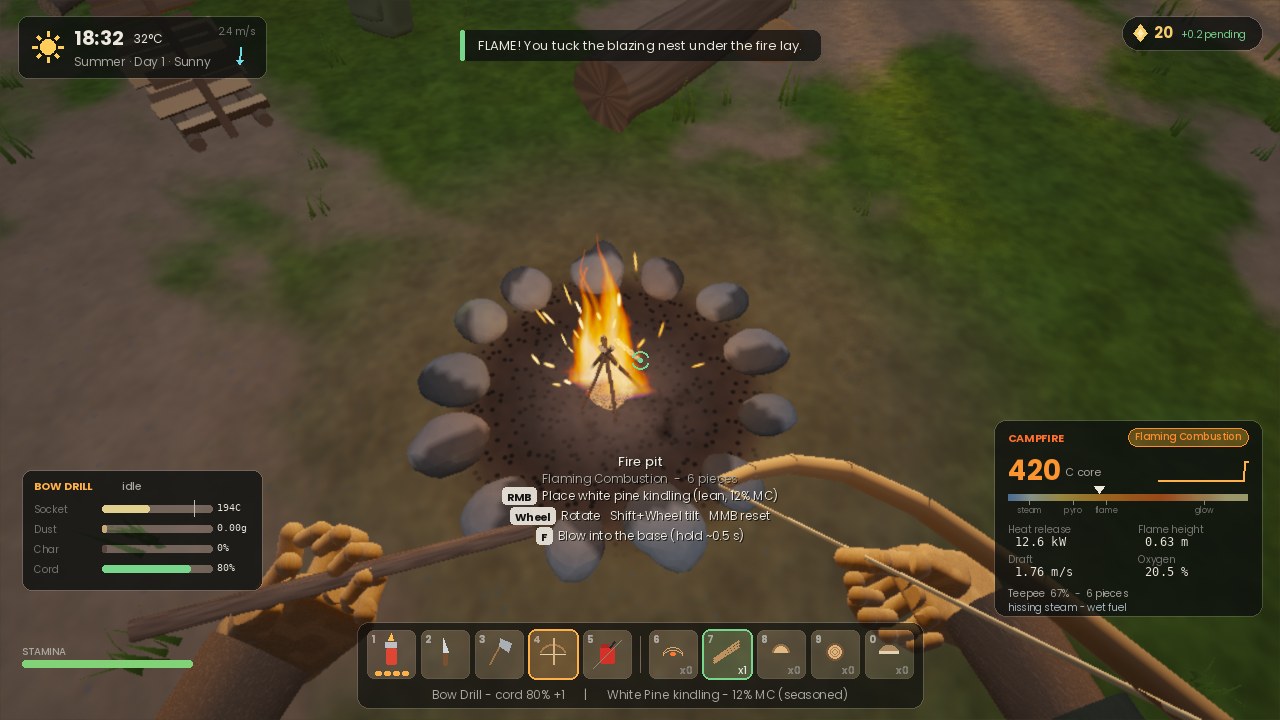 18:32 32°C
24 m/s
Summer · Day 1 · Sunny
FLAME! You tuck the blazing nest under the fire lay.
20 +0.2 pending
Fire pit
Flaming Combustion - 6 pieces
RMB Place white pine kindling (lean, 12% MC)
Wheel Rotate Shift+Wheel tilt MMB reset
F Blow into the base (hold ~0.5 s)
BOW DRILL idle
Socket 194C
Dust 0.00g
Char 0%
Cord 80%
STAMINA
CAMPFIRE Flaming Combustion
420 C core
steam pyro flame glow
Heat release Flame height
12.6 kW 0.63 m
Draft Oxygen
1.76 m/s 20.5 %
Teepee 67% - 6 pieces
hissing steam - wet fuel
1 2 3 4 5 6 7 8 9 0
x0 x1 x0 x0 x0
Bow Drill - cord 80% +1 | White Pine kindling - 12% MC (seasoned)